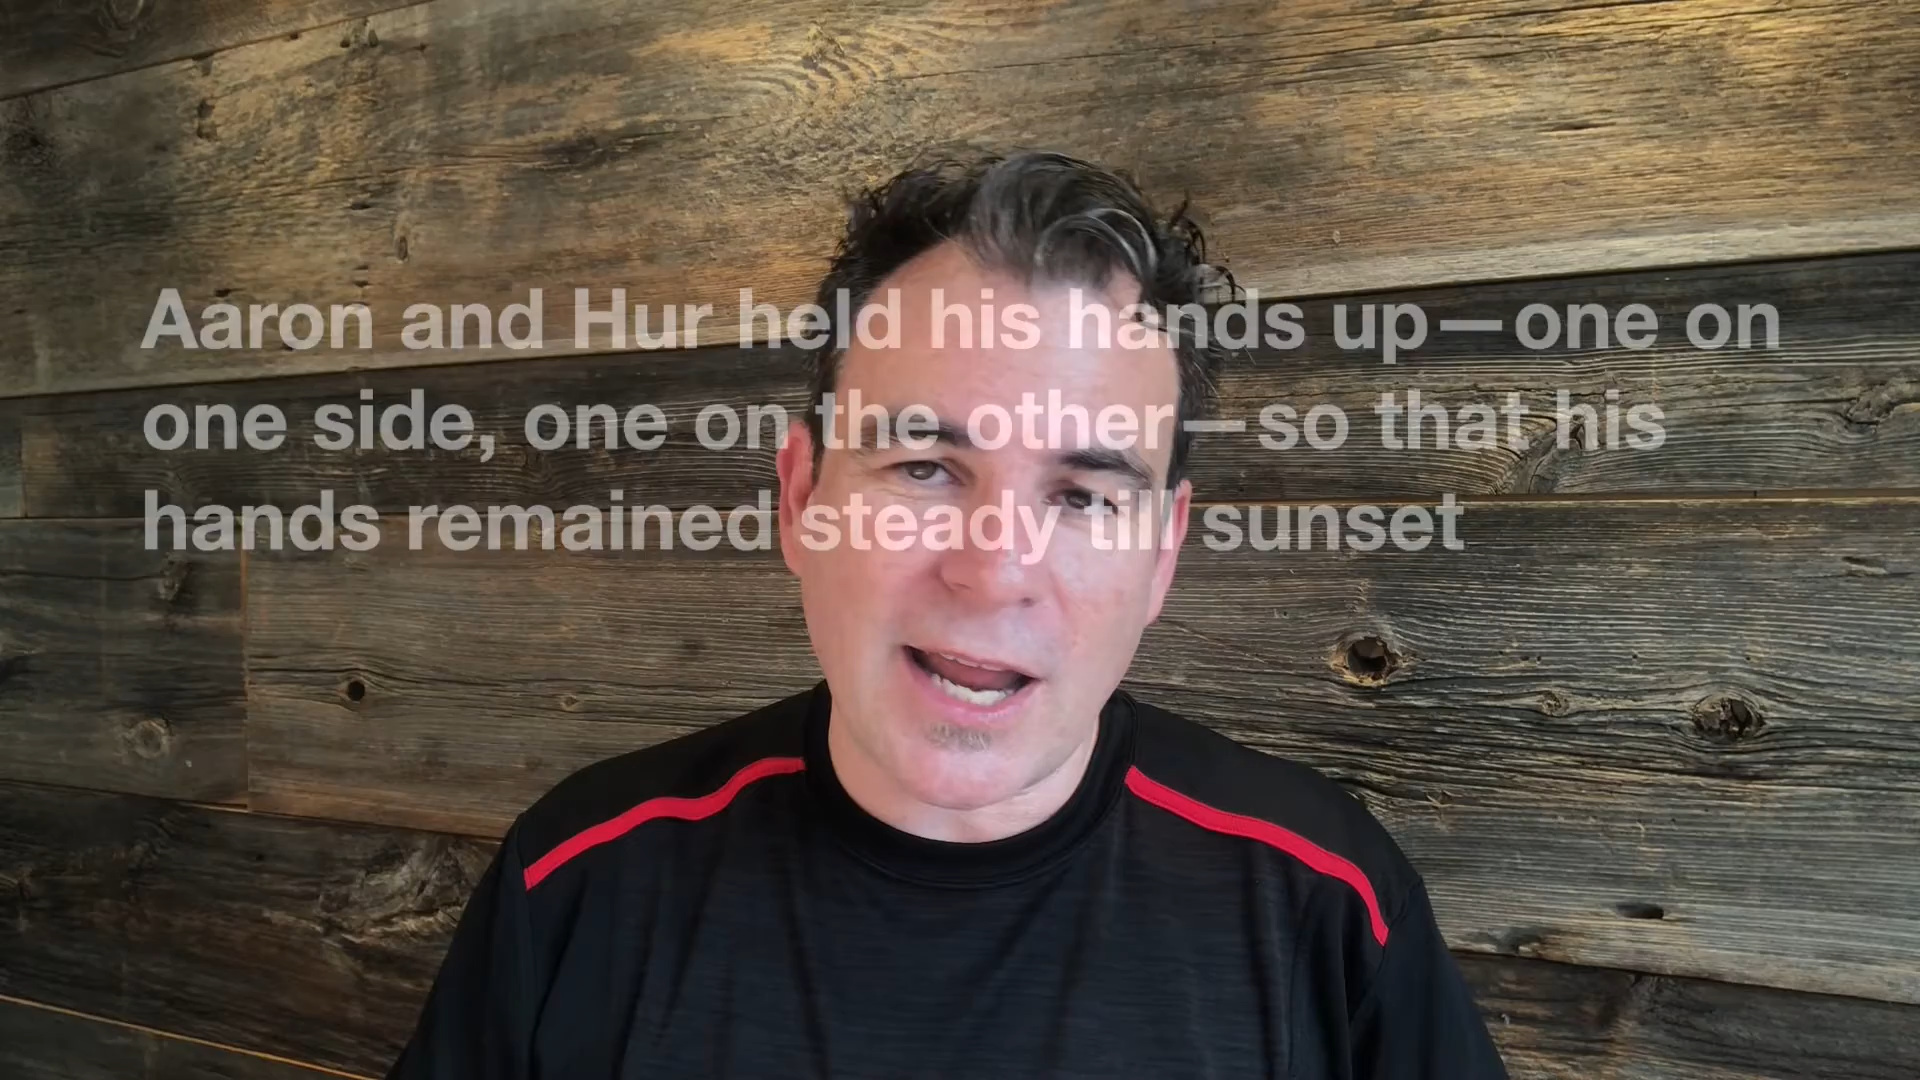 Aaron and Hur held his hands up—one on
one side, one on the other—so that his
hands remained steady till sunset